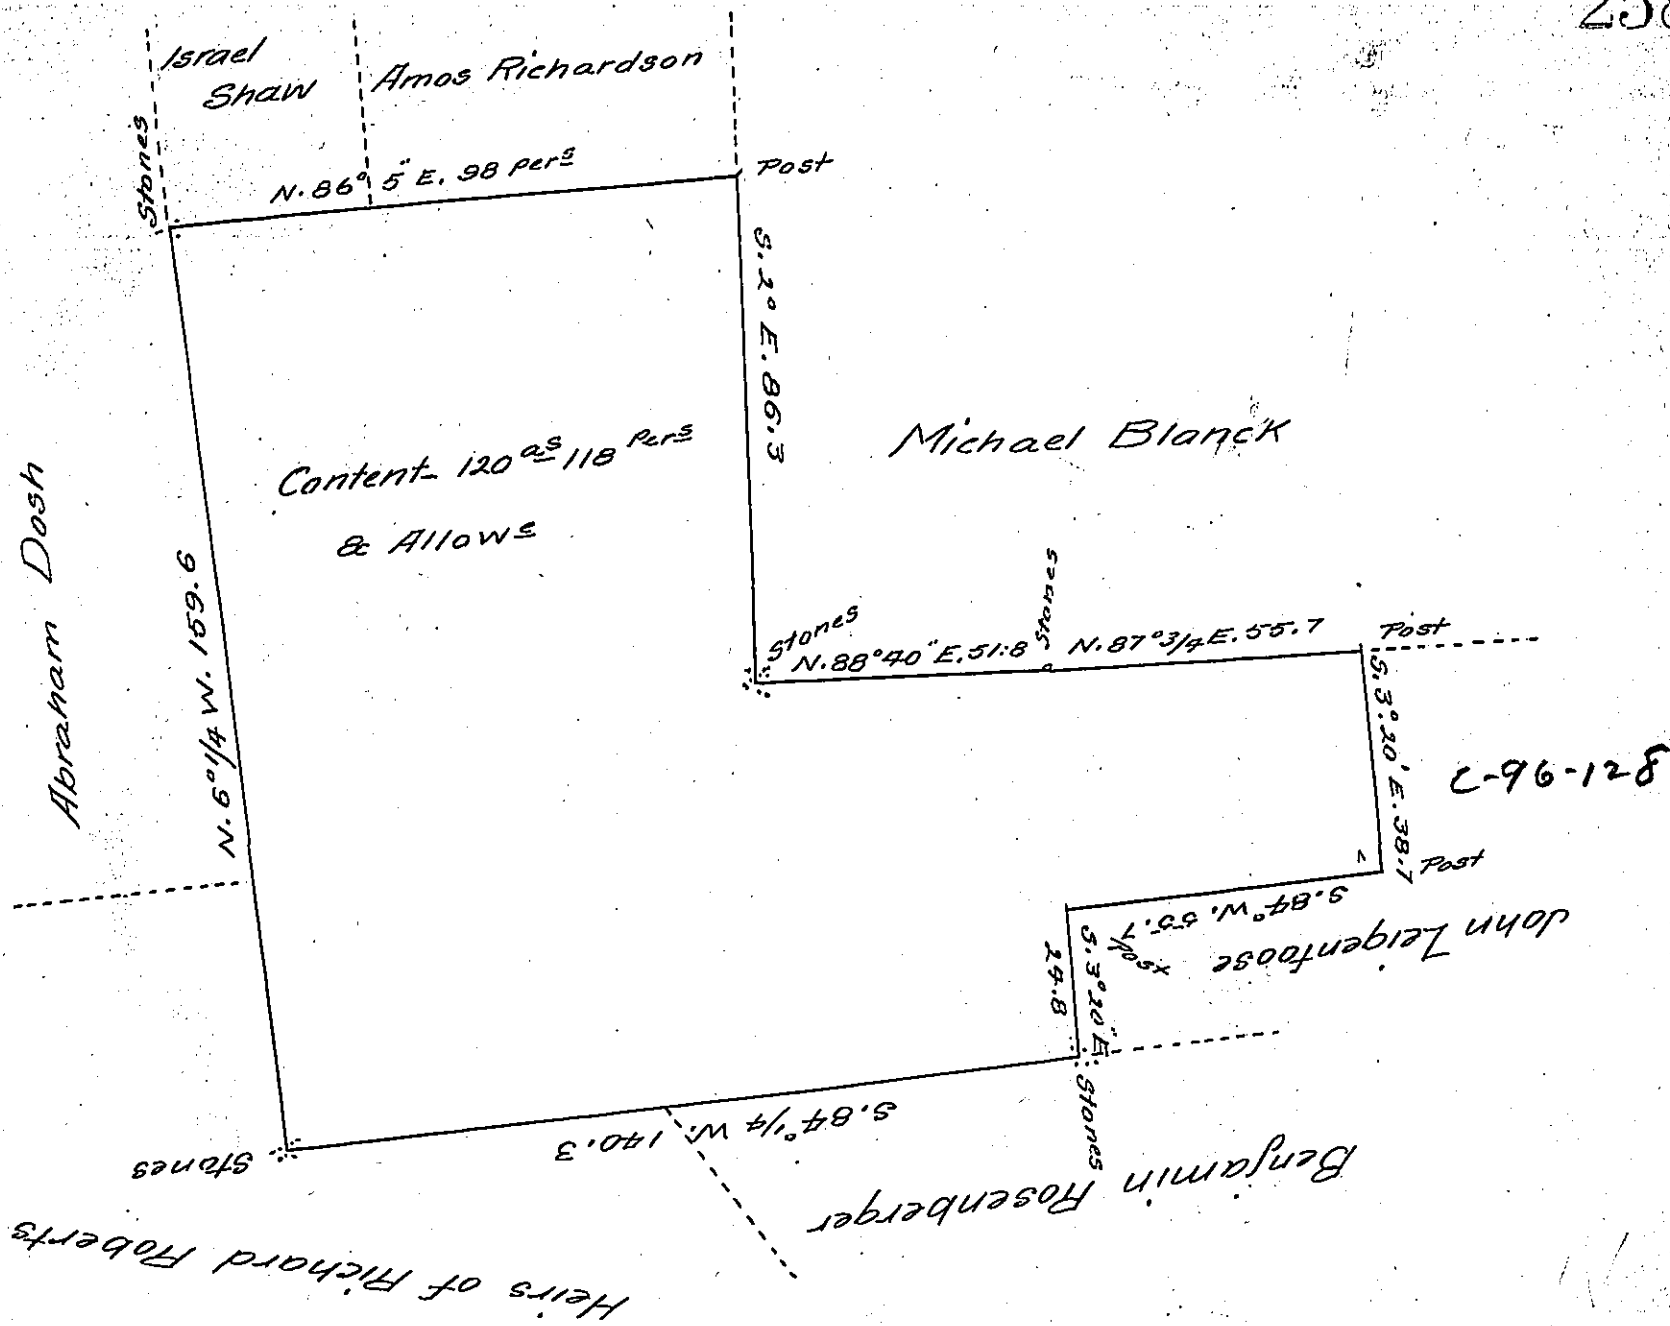 Israel
Shaw
Amos Richardson
Stones
N. 86° 5" E. 98 Pers
Post
S. 2° E. 86.3
Michael Blanck
Content 120 as 118 Pers
& Allowe
Abraham Dosh
N. 6° 1/4 W. 159.6
Stones
N. 88° 40" E. 51:8
Stones
N. 87° 3/4 E. 55.7
Post
S. 3° 20' E. 38.7
C-96-128
Post
S. 84° W. 55.7
Post
John Zeigenfoose
S. 3° 20" E
24.8
Stones
S. 84° 1/4 W. 140.3
Stones
Benjamin Rosenberger
Heirs of Richard Roberts